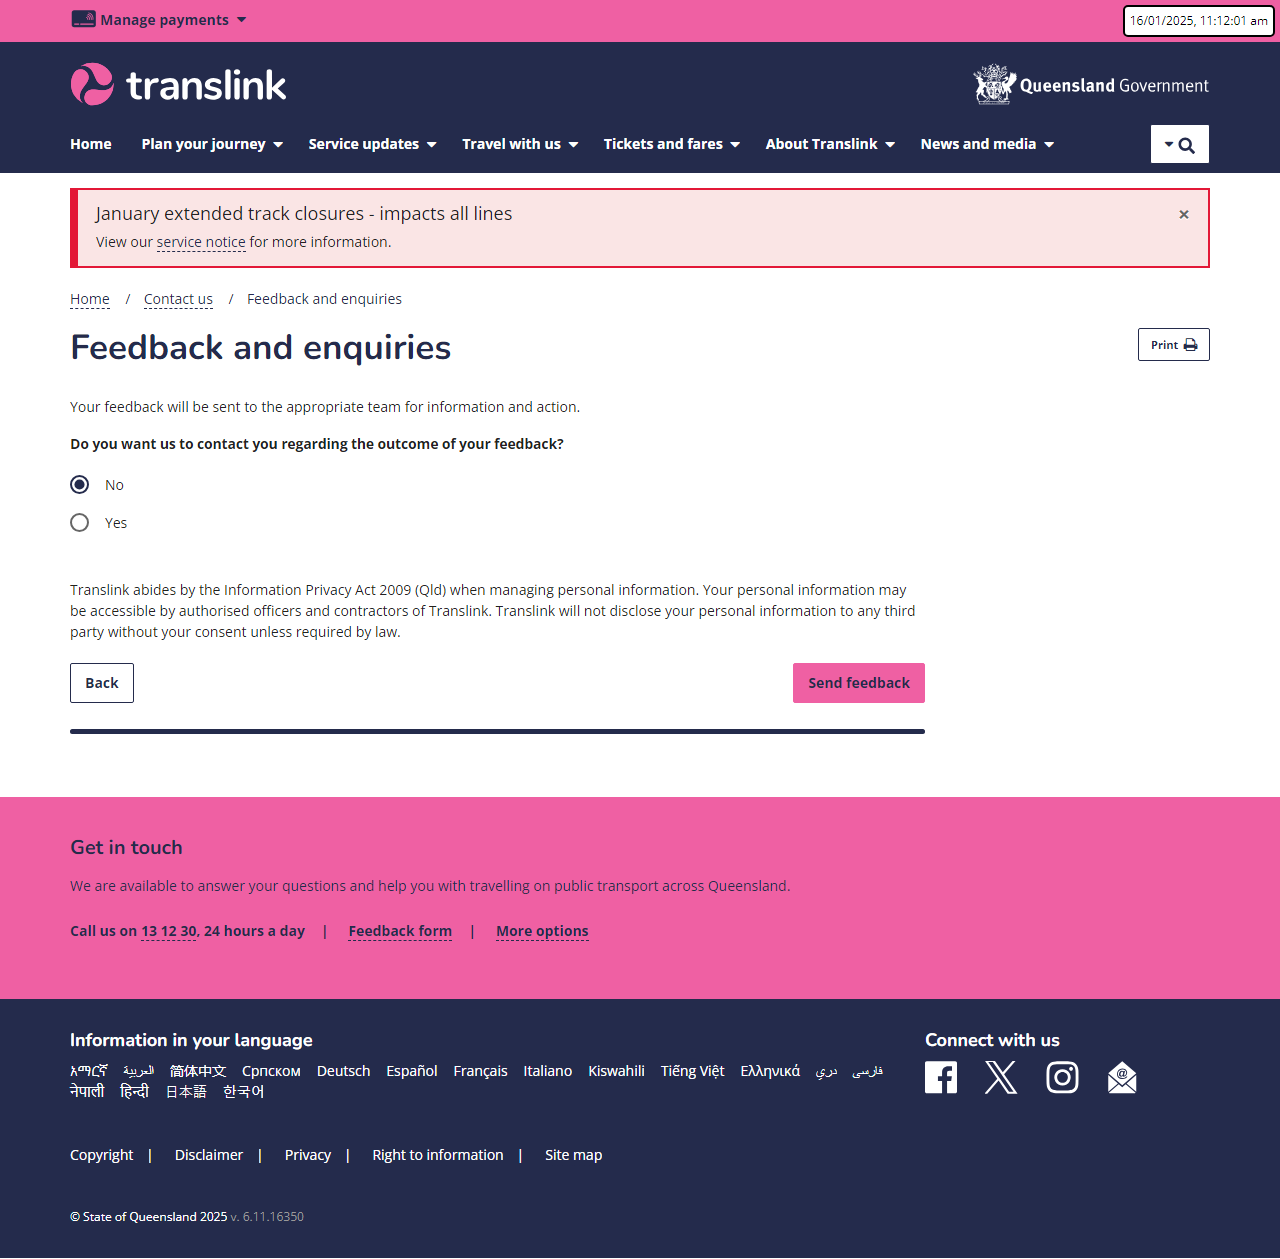 Manage payments
16/01/2025, 11:12:01 am
translink
Queensland Government
Home Plan your journey Service updates Travel with us Tickets and fares About Translink News and media
January extended track closures - impacts all lines ×
View our service notice for more information.
Home / Contact us / Feedback and enquiries
Feedback and enquiries
Print
Your feedback will be sent to the appropriate team for information and action.
Do you want us to contact you regarding the outcome of your feedback?
No
Yes
Translink abides by the Information Privacy Act 2009 (Qld) when managing personal information. Your personal information may
be accessible by authorised officers and contractors of Translink. Translink will not disclose your personal information to any third
party without your consent unless required by law.
Back Send feedback
Get in touch
We are available to answer your questions and help you with travelling on public transport across Queensland.
Call us on 13 12 30, 24 hours a day | Feedback form | More options
Information in your language
አማርኛ العربية 简体中文 Српском Deutsch Español Français Italiano Kiswahili Tiếng Việt Ελληνικά دري فارسی
नेपाली हिन्दी 日本語 한국어
Connect with us
Copyright | Disclaimer | Privacy | Right to information | Site map
© State of Queensland 2025 v. 6.11.16350